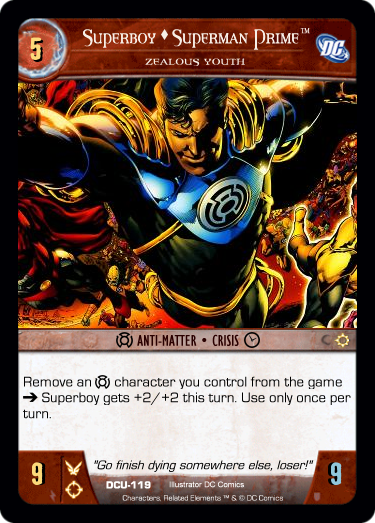 5
Superboy ♦ Superman Prime™
DC
ZEALOUS YOUTH
ANTI-MATTER • CRISIS
Remove an character you control from the game
➔ Superboy gets +2/+2 this turn. Use only once per
turn.
"Go finish dying somewhere else, loser!"
9
9
DCU-119 Illustrator DC Comics
Characters, Related Elements ™ & © DC Comics